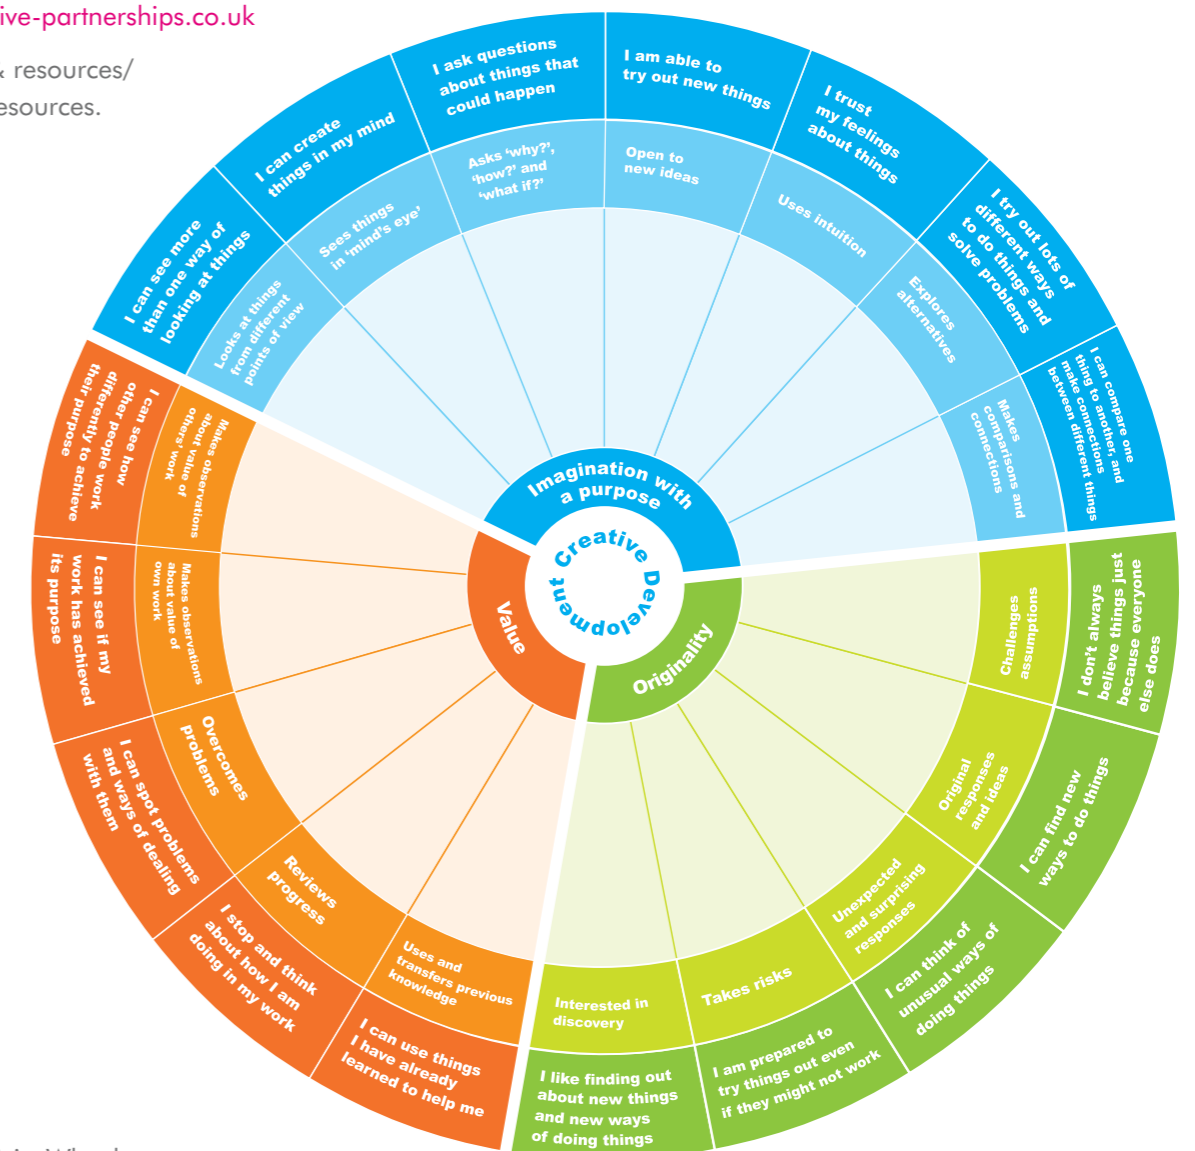 ive-partnerships.co.uk
& resources/
esources.
I can see more
than one way of
looking at things
I can create
things in my mind
I ask questions
about things that
could happen
I am able to
try out new things
I trust
my feelings
about things
I try out lots of
different ways
to do things and
solve problems
I can compare one
thing to another, and
make connections
between different things
Looks at things
from different
points of view
Sees things
in ‘mind’s eye’
Asks ‘why?’,
‘how?’ and
‘what if?’
Open to
new ideas
Uses intuition
Explores
alternatives
Makes
comparisons and
connections
Imagination with
a purpose
Creative Development
Originality
Value
Challenges
assumptions
Original
responses
and ideas
Unexpected
and surprising
responses
Takes risks
Interested in
discovery
I don’t always
believe things just
because everyone
else does
I can find new
ways to do things
I can think of
unusual ways of
doing things
I am prepared to
try things out even
if they might not work
I like finding out
about new things
and new ways
of doing things
Uses and
transfers previous
knowledge
Reviews
progress
Overcomes
problems
Makes observations
about value of
own work
Makes observations
about value of
others’ work
I can use things
I have already
learned to help me
I stop and think
about how I am
doing in my work
I can spot problems
and ways of dealing
with them
I can see if my
work has achieved
its purpose
I can see how
other people work
differently to achieve
their purpose